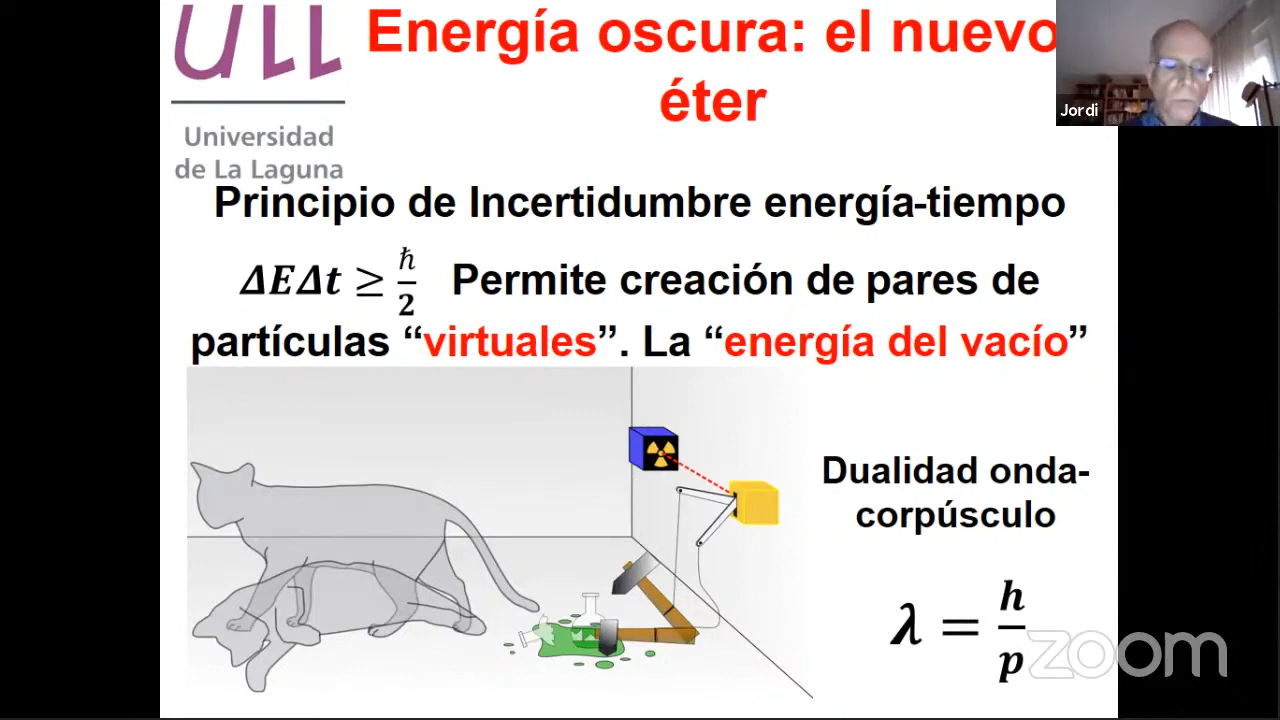 ULL
Universidad
de La Laguna
Energía oscura: el nuevo
éter
Jordi
Principio de Incertidumbre energía-tiempo
ΔEΔt ≥ ħ/2 Permite creación de pares de
partículas “virtuales”. La “energía del vacío”
Dualidad onda-
corpúsculo
λ = h/p
zoom